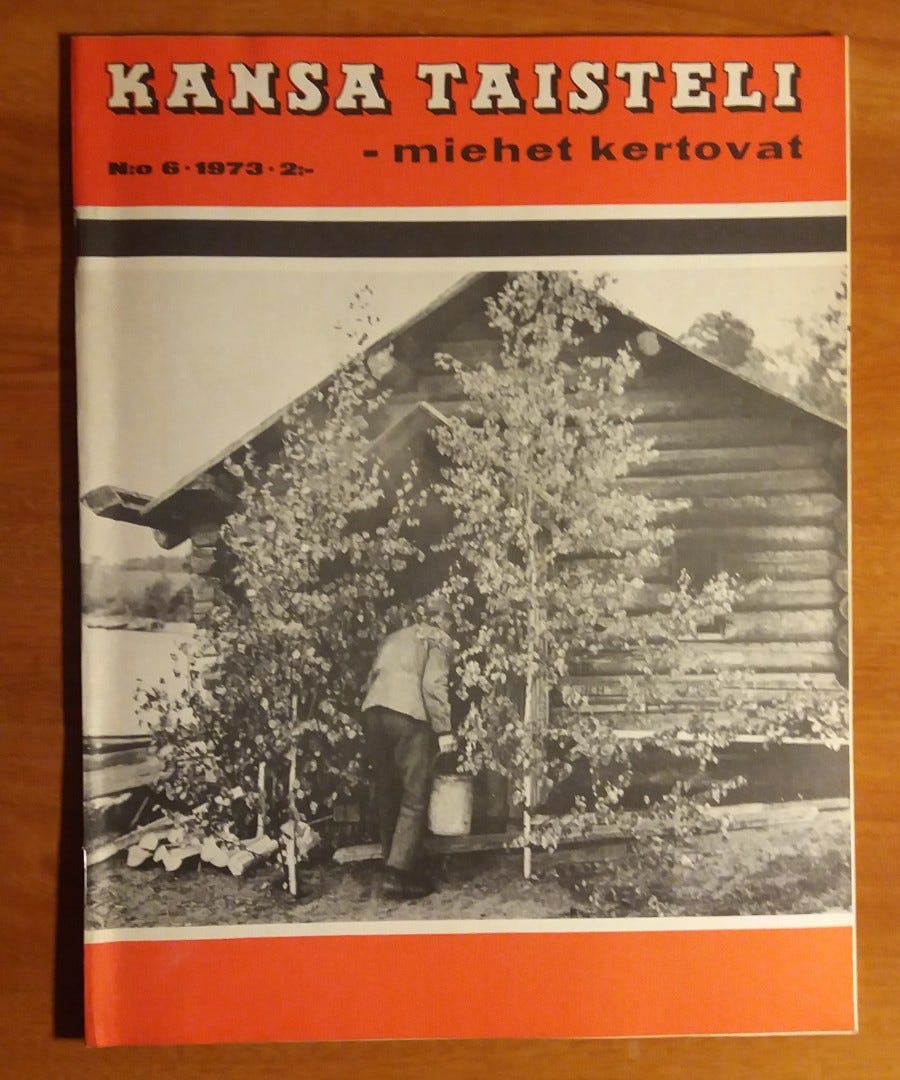 KANSA TAISTELI
- miehet kertovat
N:o 6 · 1973 · 2:-